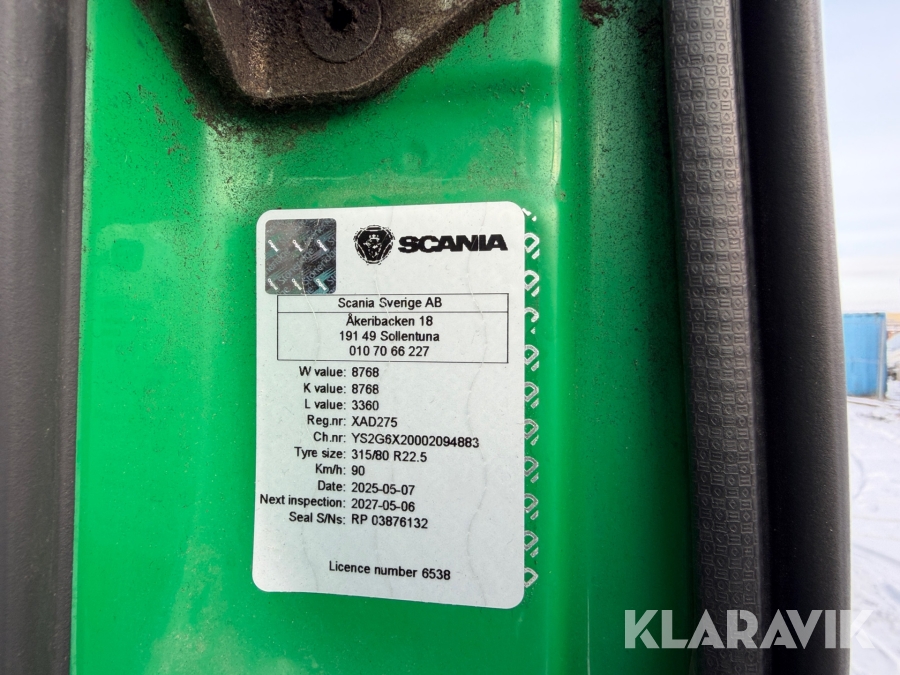 SCANIA
Scania Sverige AB
Åkeribacken 18
191 49 Sollentuna
010 70 66 227
W value: 8768
K value: 8768
L value: 3360
Reg.nr: XAD275
Ch.nr: YS2G6X20002094883
Tyre size: 315/80 R22.5
Km/h: 90
Date: 2025-05-07
Next inspection: 2027-05-06
Seal S/Ns: RP 03876132
Licence number 6538
KLARAVIK